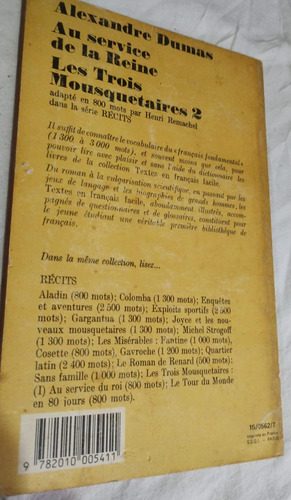 Alexandre Dumas
Au service
de la Reine
Les Trois
Mousquetaires 2
adapté en 800 mots par Henri Remachel
dans la série RÉCITS
Il suffit de connaître le vocabulaire du «français fondamental»
(1 300 à 3 000 mots), et souvent moins que cela, pour
pouvoir lire avec plaisir et sans l'aide du dictionnaire les
livres de la collection Textes en français facile.
Du roman à la vulgarisation scientifique, en passant par les
jeux de langage et les biographies de grands hommes, les
Textes en français facile, abondamment illustrés, accom-
pagnés de questionnaires et de glossaires, constituent pour
le jeune étudiant une véritable première bibliothèque de
français.
Dans la même collection, lisez...
RÉCITS
Aladin (800 mots); Colomba (1 300 mots); Enquêtes
et aventures (2 500 mots); Exploits sportifs (2 500
mots); Gargantua (1 300 mots); Joyce et les nou-
veaux mousquetaires (1 300 mots); Michel Strogoff
(1 300 mots); Les Misérables : Fantine (1 000 mots),
Cosette (800 mots), Gavroche (1 200 mots); Quartier
latin (2 400 mots); Le Roman de Renard (500 mots);
Sans famille (1 000 mots); Les Trois Mousquetaires :
(I) Au service du roi (800 mots); Le Tour du Monde
en 80 jours (800 mots).
15/0562/7
Imprimé en France
9 782010 005411